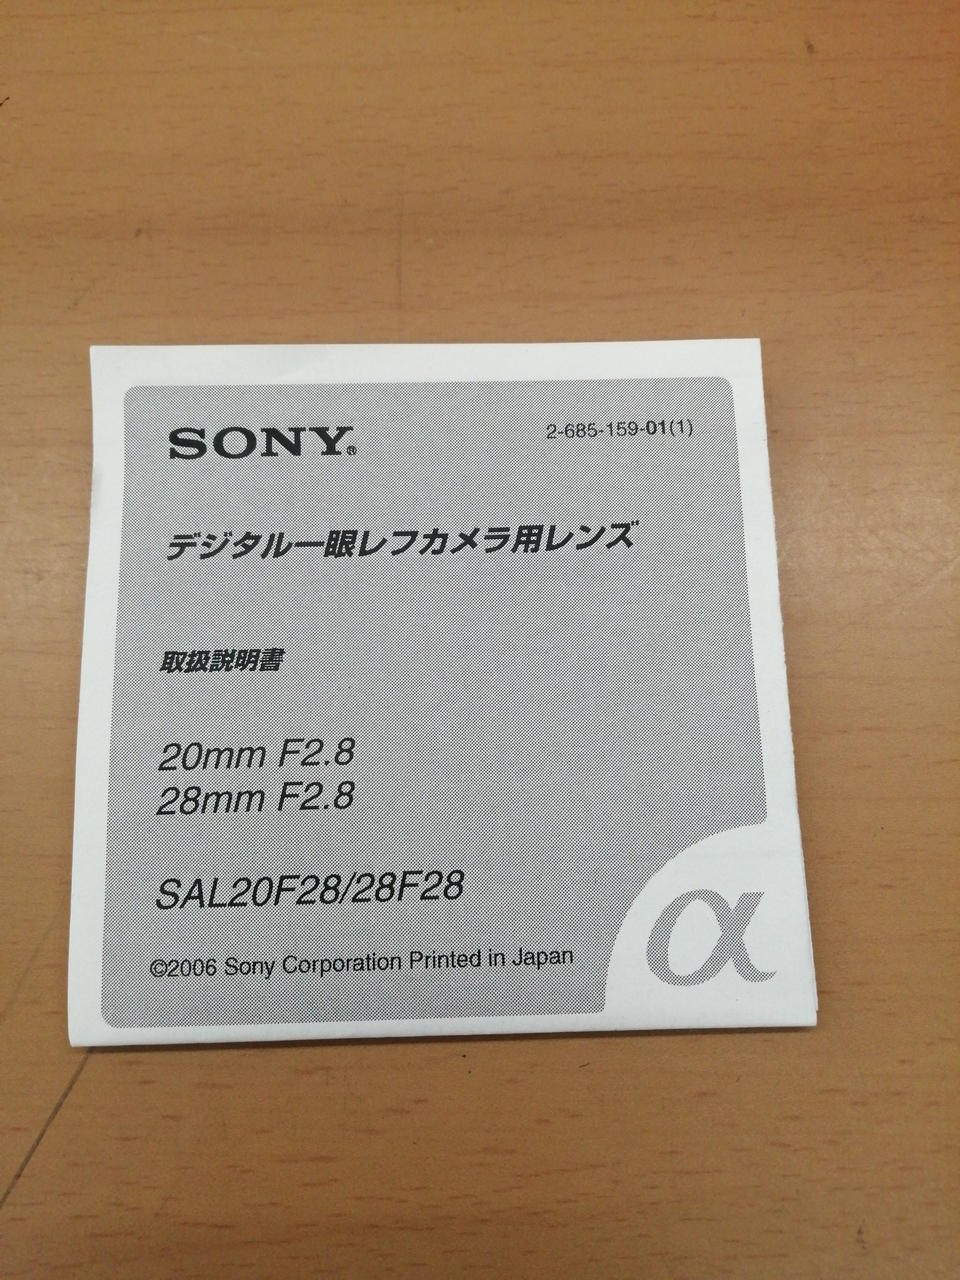 SONY®
2-685-159-01(1)
デジタル一眼レフカメラ用レンズ
取扱説明書
20mm F2.8
28mm F2.8
SAL20F28/28F28
©2006 Sony Corporation Printed in Japan
α